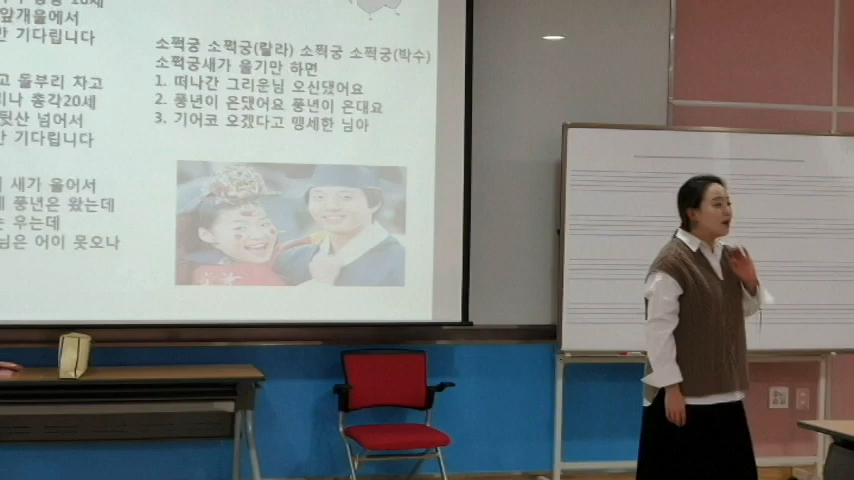 20세
앞개울에서
기다립니다
돌부리 차고
총각20세
뒷산 넘어서
기다립니다
새가 울어서
풍년은 왔는데
우는데
님은 어이 못오나
소쩍궁 소쩍궁(랄라) 소쩍궁 소쩍궁(박수)
소쩍궁새가 울기만 하면
1. 떠나간 그리운님 오신댔어요
2. 풍년이 온댔어요 풍년이 온대요
3. 기어코 오겠다고 맹세한 님아